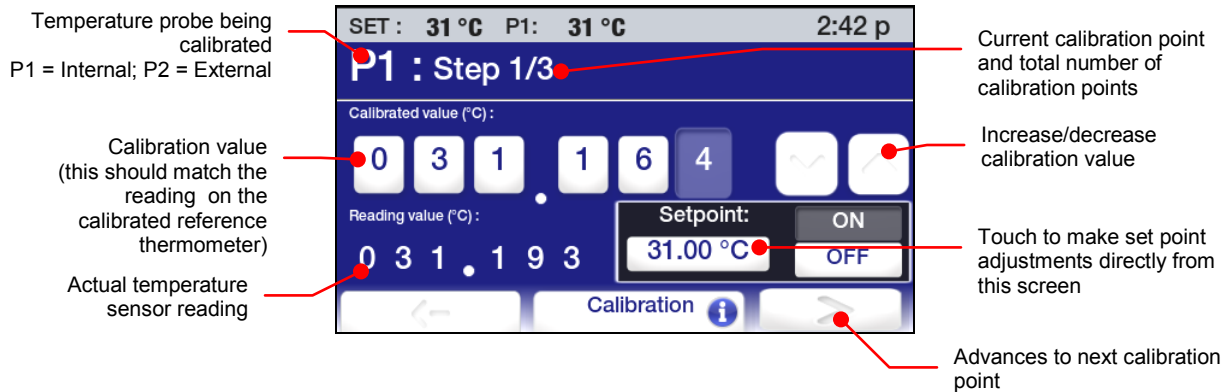 Temperature probe being
calibrated
P1 = Internal; P2 = External
Calibration value
(this should match the
reading on the
calibrated reference
thermometer)
Actual temperature
sensor reading
SET : 31 °C P1: 31 °C 2:42 p
P1 : Step 1/3
Calibrated value (°C) :
0 3 1 . 1 6 4
Reading value (°C) :
0 3 1 . 1 9 3
Setpoint:
31.00 °C
ON
OFF
Calibration i
Current calibration point
and total number of
calibration points
Increase/decrease
calibration value
Touch to make set point
adjustments directly from
this screen
Advances to next calibration
point